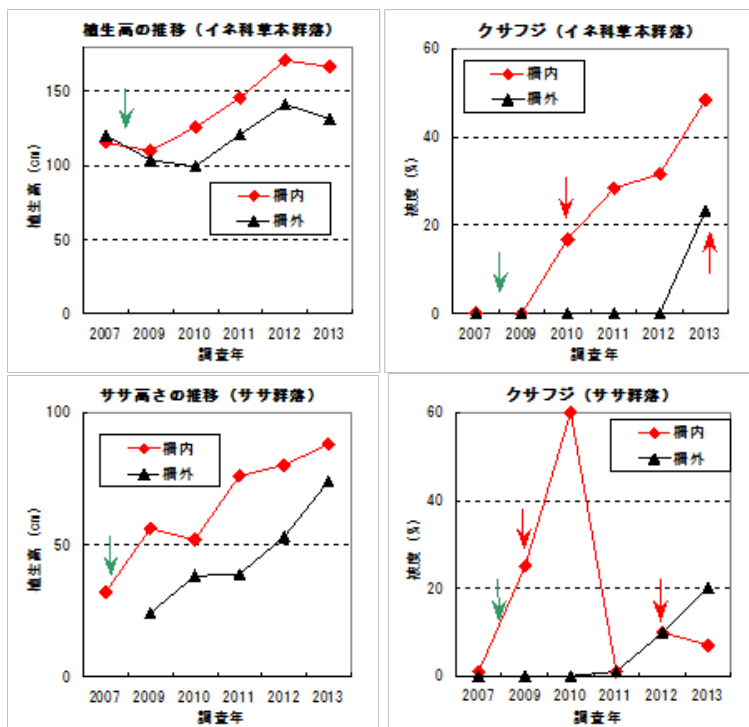 植生高の推移（イネ科草本群落）
植生高 (cm)
150
100
50
0
柵内
柵外
2007 2009 2010 2011 2012 2013
調査年
クサフジ（イネ科草本群落）
被度 (%)
60
40
20
0
柵内
柵外
2007 2009 2010 2011 2012 2013
調査年
ササ高さの推移（ササ群落）
植生高 (cm)
100
50
0
柵内
柵外
2007 2009 2010 2011 2012 2013
調査年
クサフジ（ササ群落）
被度 (%)
60
40
20
0
柵内
柵外
2007 2009 2010 2011 2012 2013
調査年